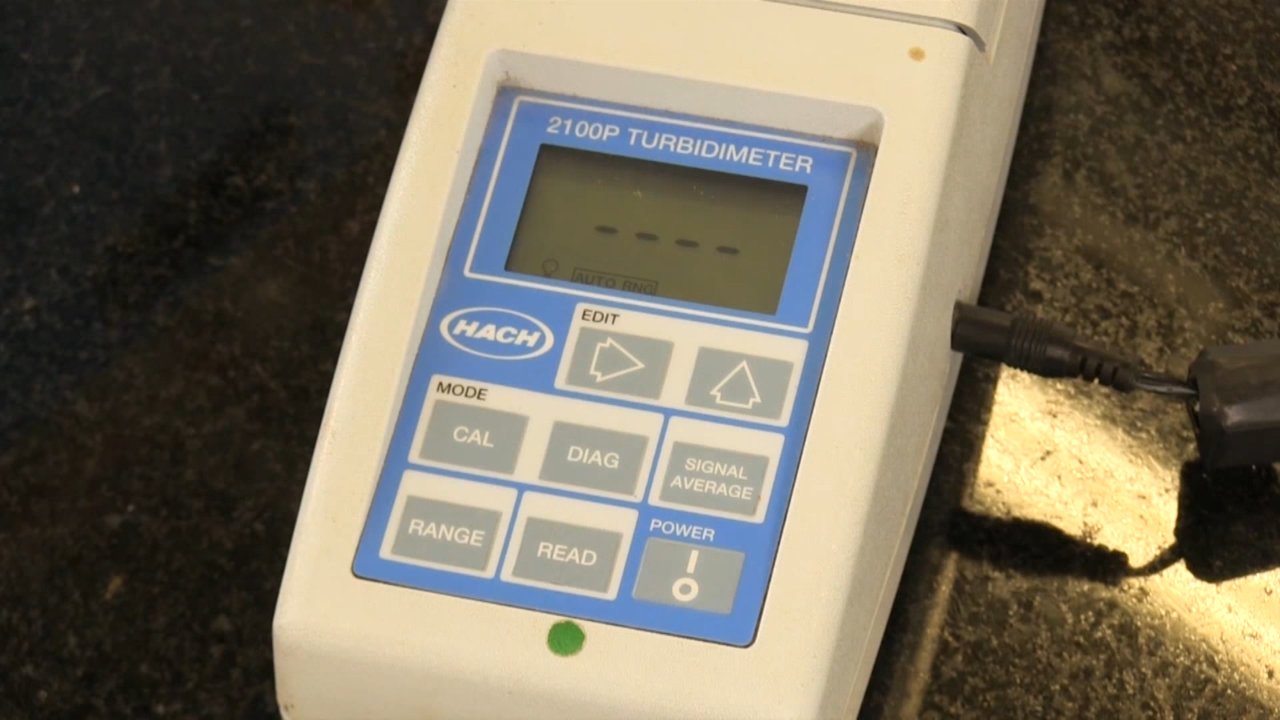 2100P TURBIDIMETER
- - - -
AUTO RNG
HACH
EDIT
MODE
CAL
DIAG
SIGNAL
AVERAGE
RANGE
READ
POWER